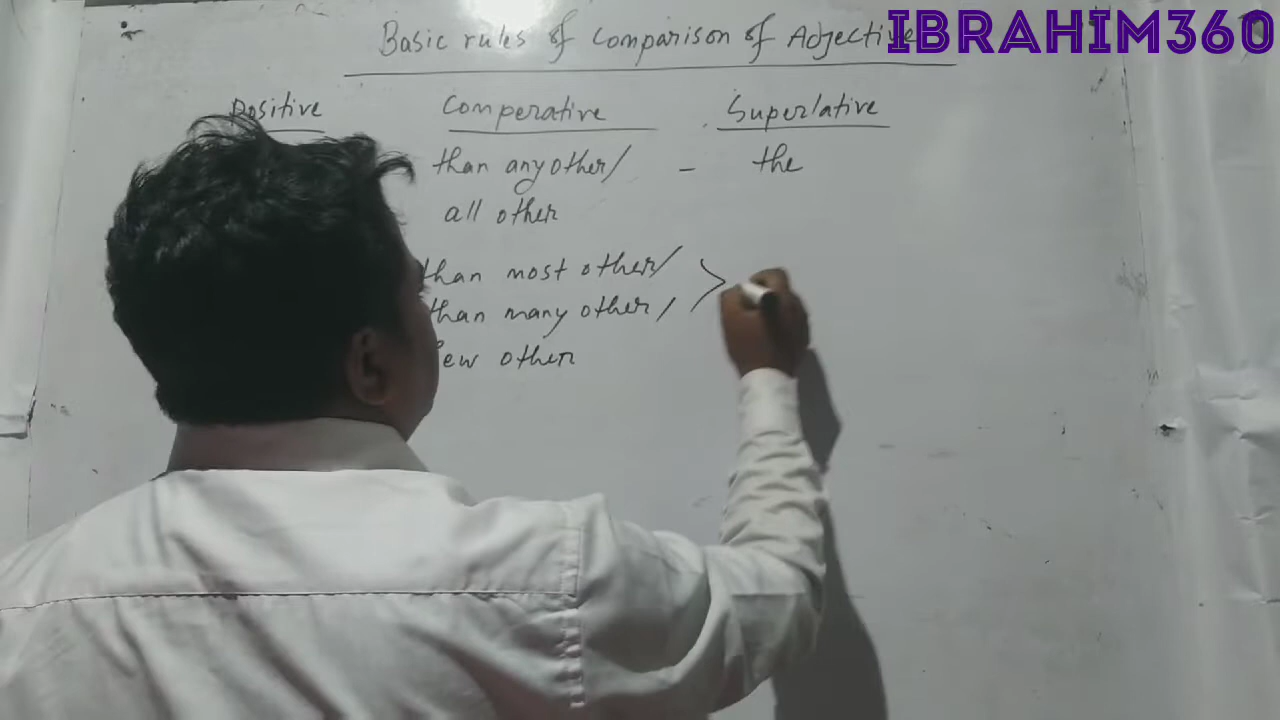 Basic rules of Comparison of Adjective
IBRAHIM360
Positive Comperative Superlative
than any other/ - the
all other
than most other/
than many other/
few other